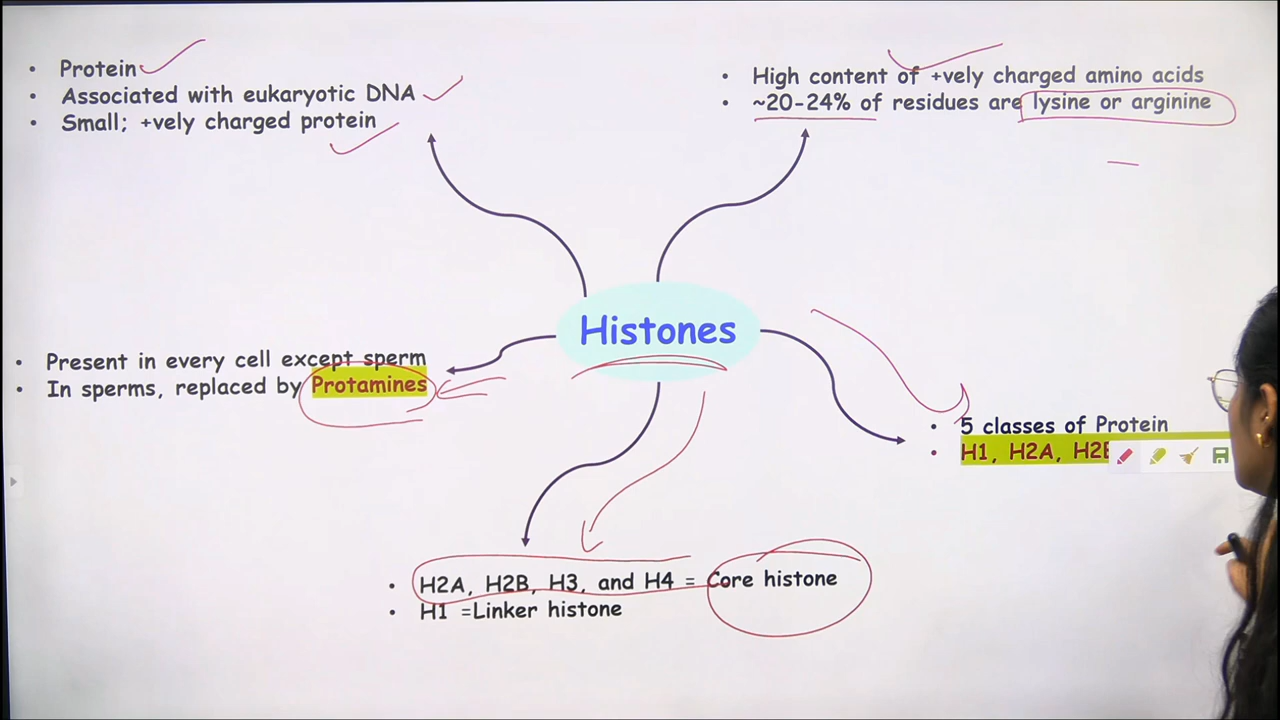 • Protein
• Associated with eukaryotic DNA
• Small; +vely charged protein
• High content of +vely charged amino acids
• ~20-24% of residues are lysine or arginine
Histones
• Present in every cell except sperm
• In sperms, replaced by Protamines
• 5 classes of Protein
• H1, H2A,
• H2A, H2B, H3, and H4 = Core histone
• H1 =Linker histone